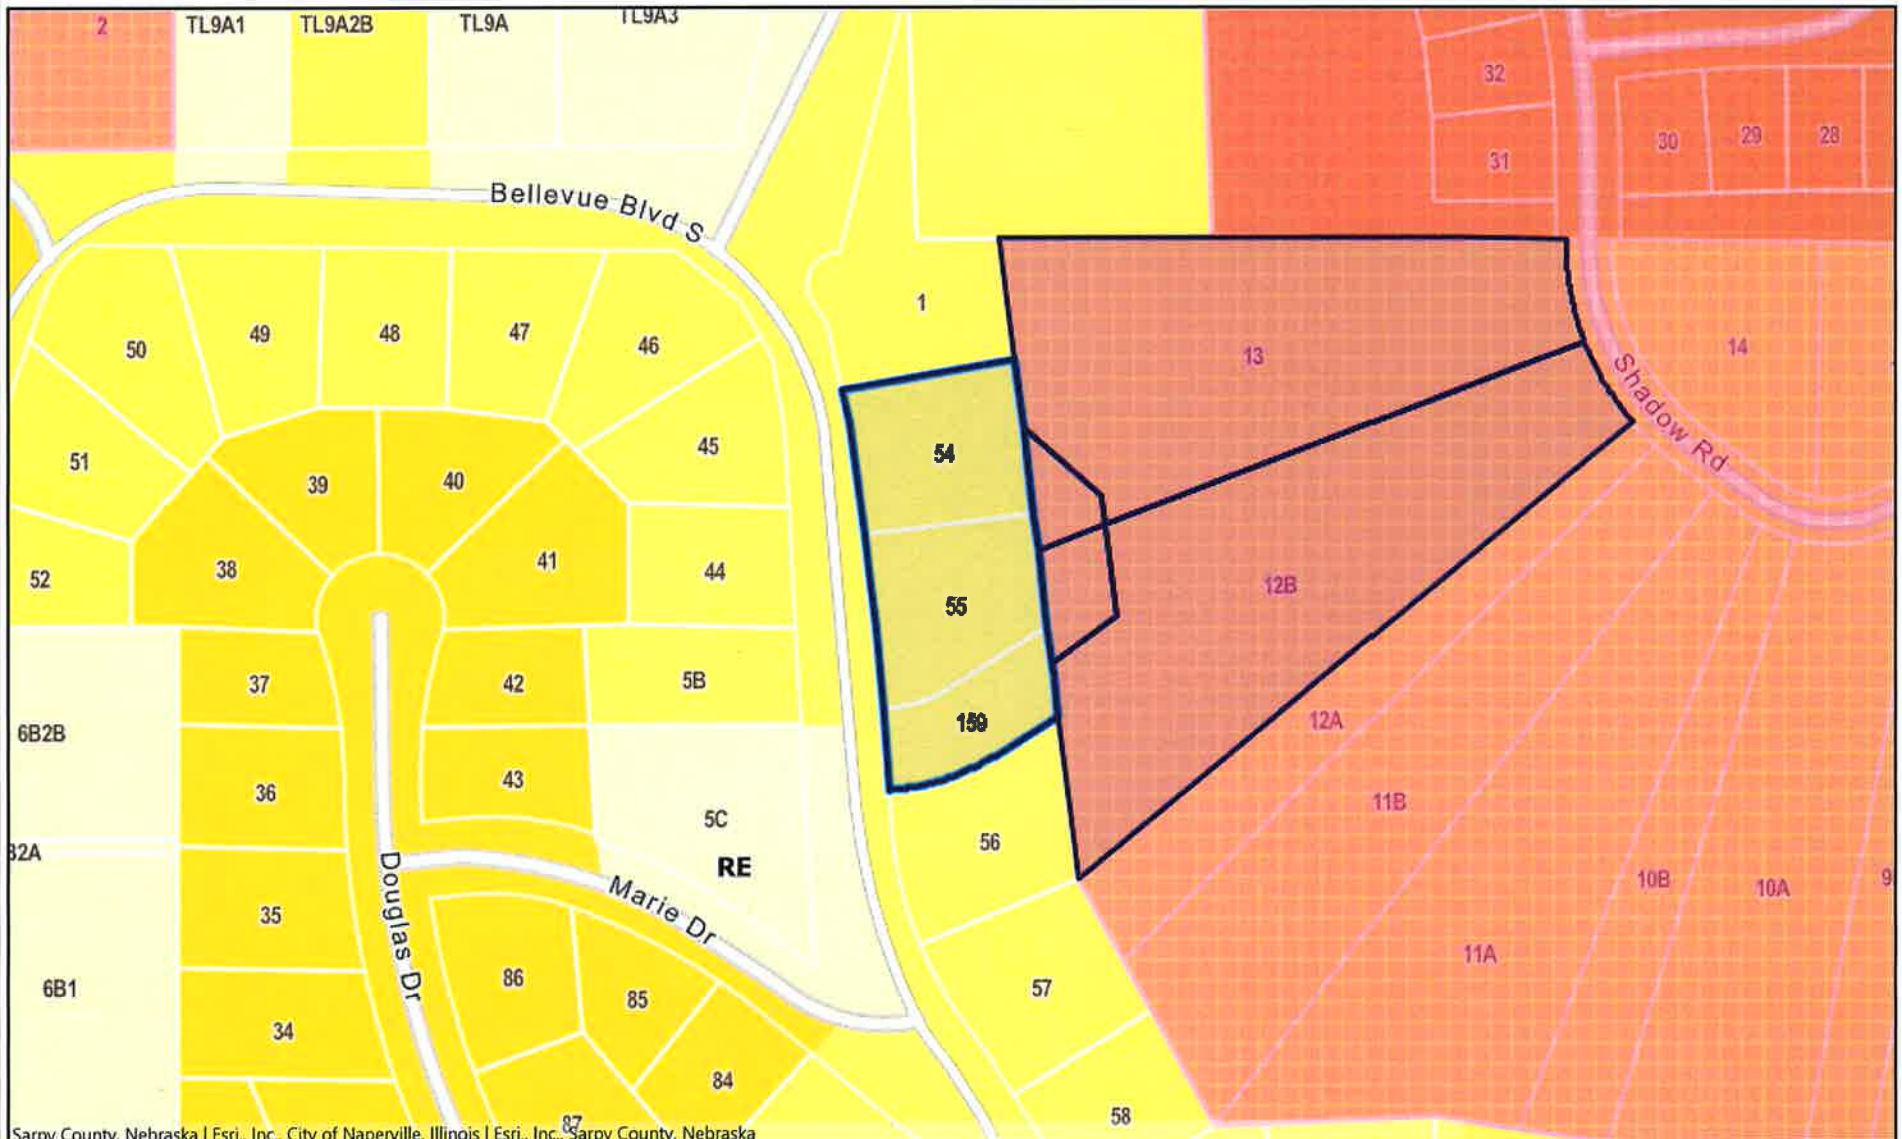 2
TL9A1
TL9A2B
TL9A
TL9A3
32
30
29
28
31
Bellevue Blvd S
1
50
49
48
47
46
13
14
Shadow Rd
51
45
54
39
40
52
38
41
44
55
12B
37
42
5B
159
12A
6B2B
36
43
5C
56
11B
RE
32A
Douglas Dr
Marie Dr
35
10B
10A
9
11A
6B1
86
85
57
34
84
58
87
Sarpy County, Nebraska | Esri., Inc., City of Naperville, Illinois | Esri., Inc., Sarpy County, Nebraska